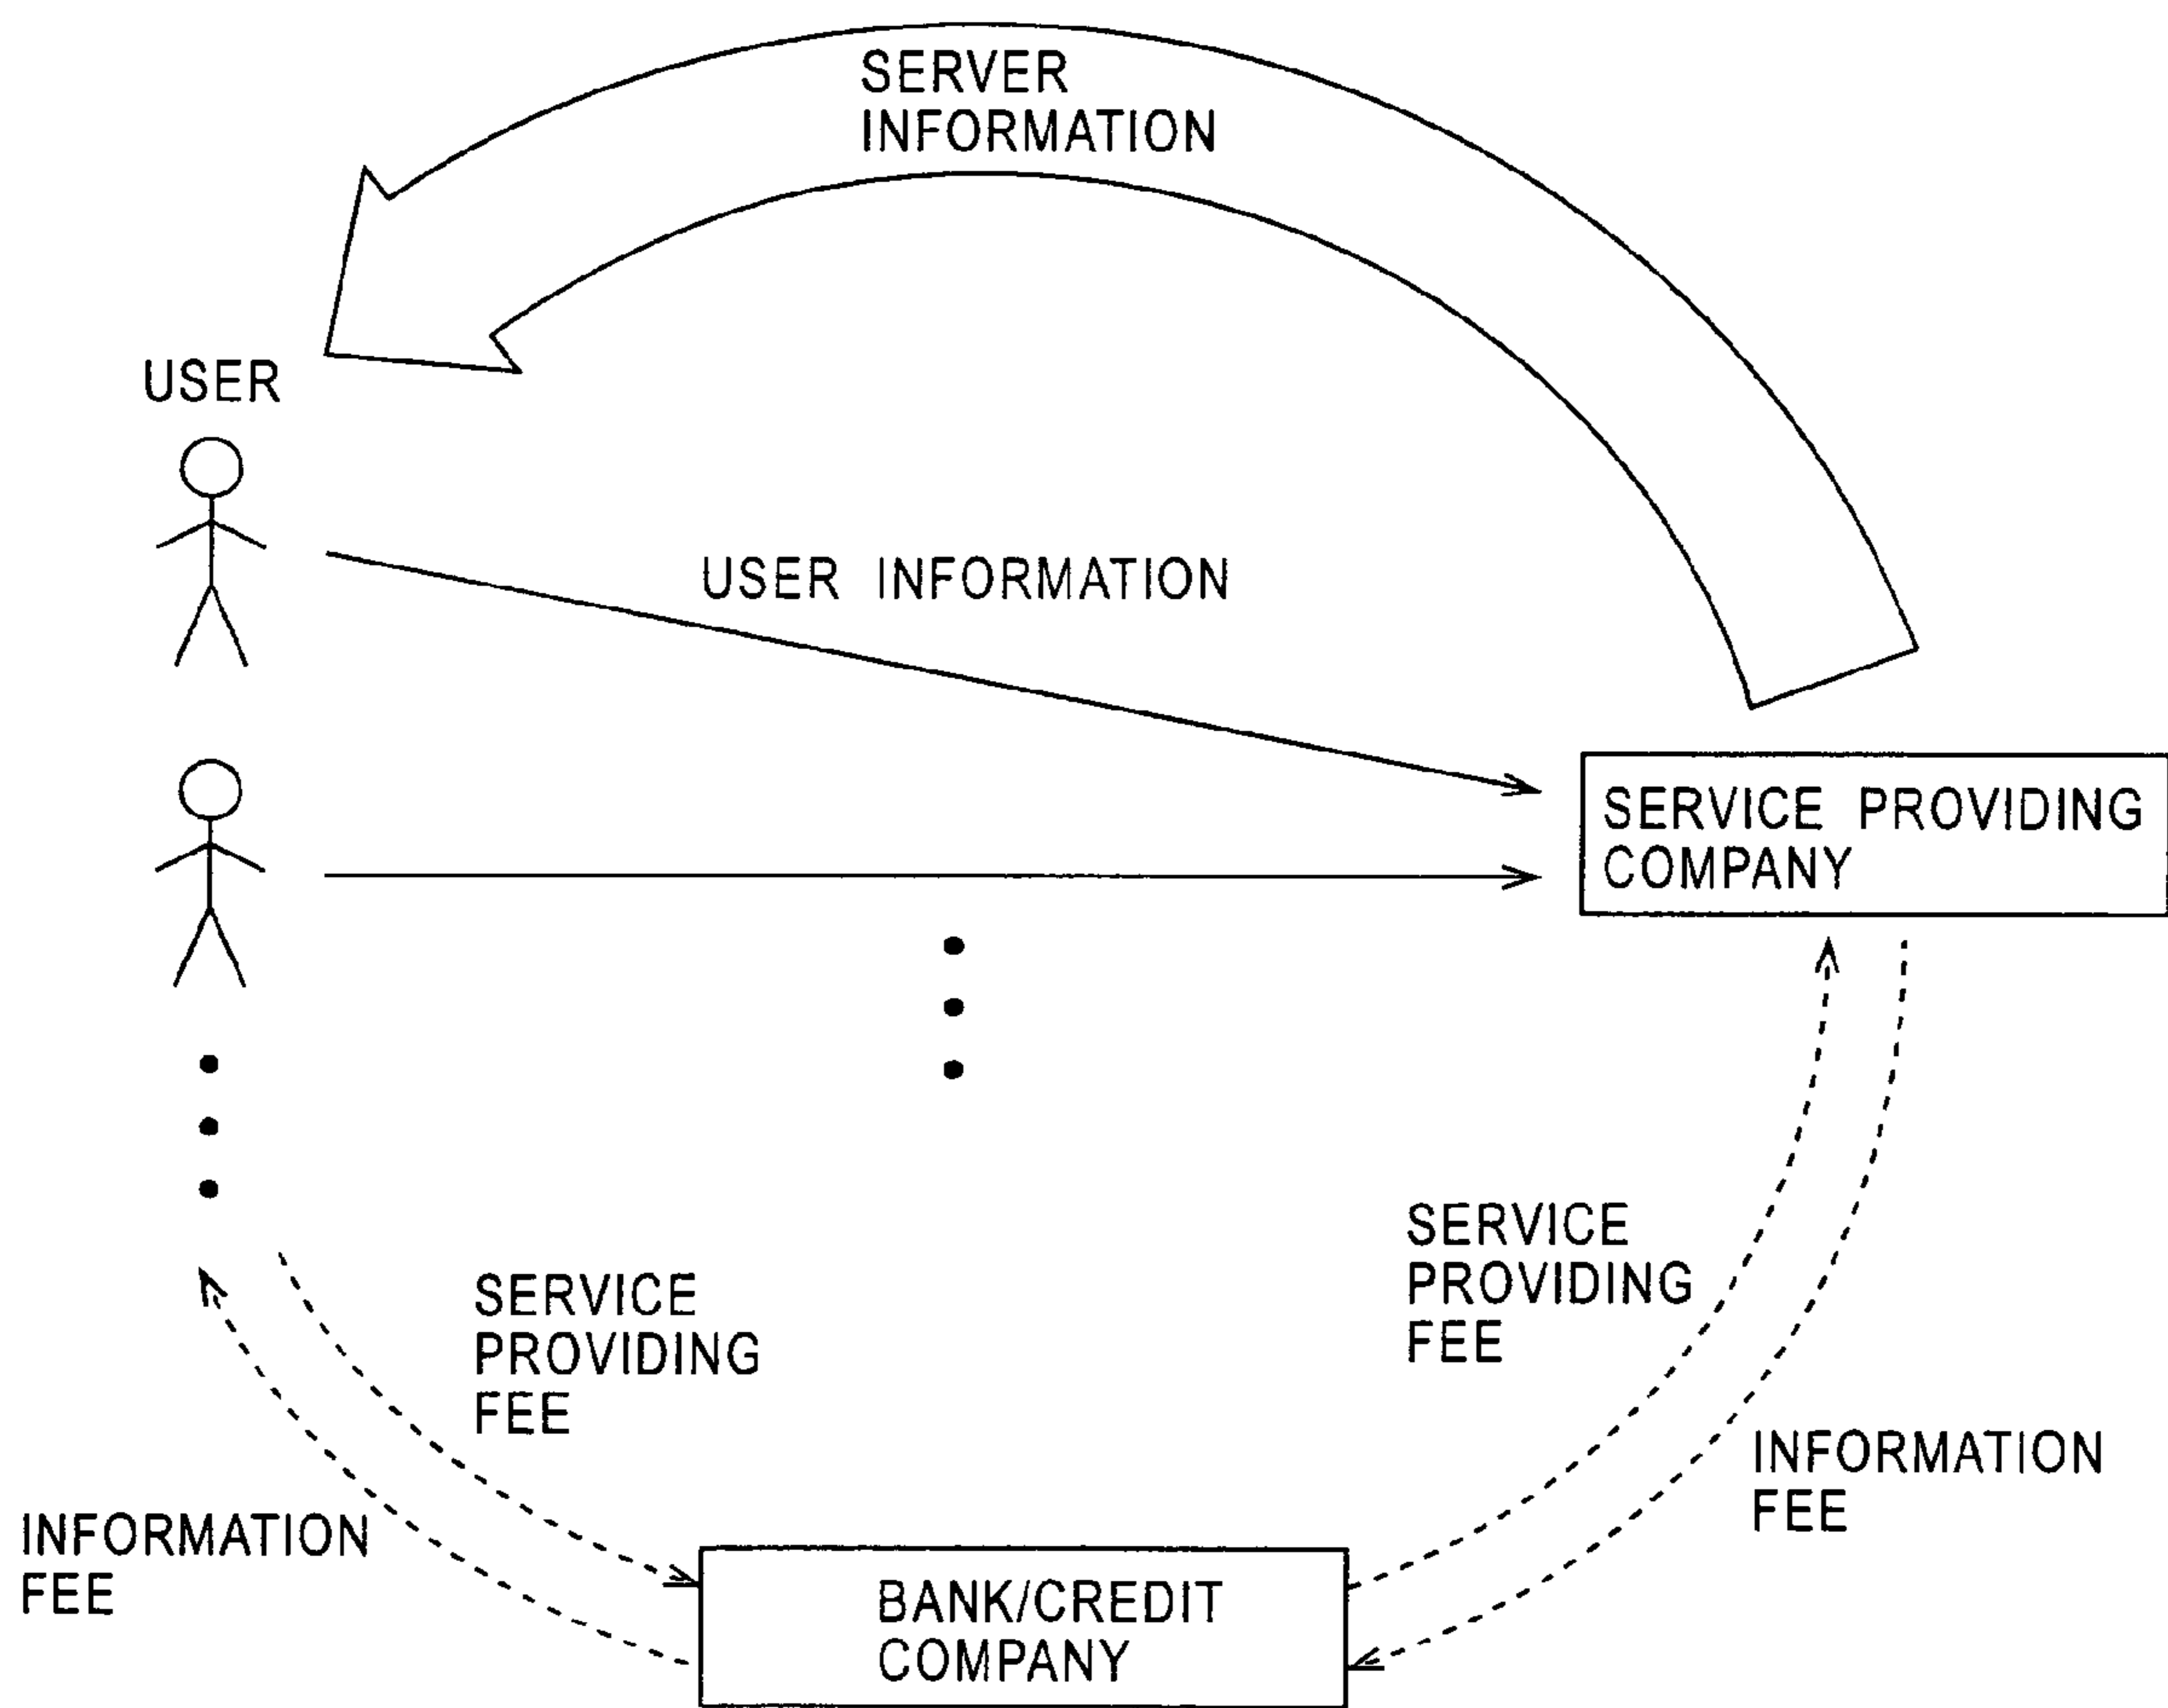 SERVER
INFORMATION
USER
USER INFORMATION
SERVICE PROVIDING
COMPANY
SERVICE
PROVIDING
FEE
SERVICE
PROVIDING
FEE
INFORMATION
FEE
INFORMATION
FEE
BANK/CREDIT
COMPANY